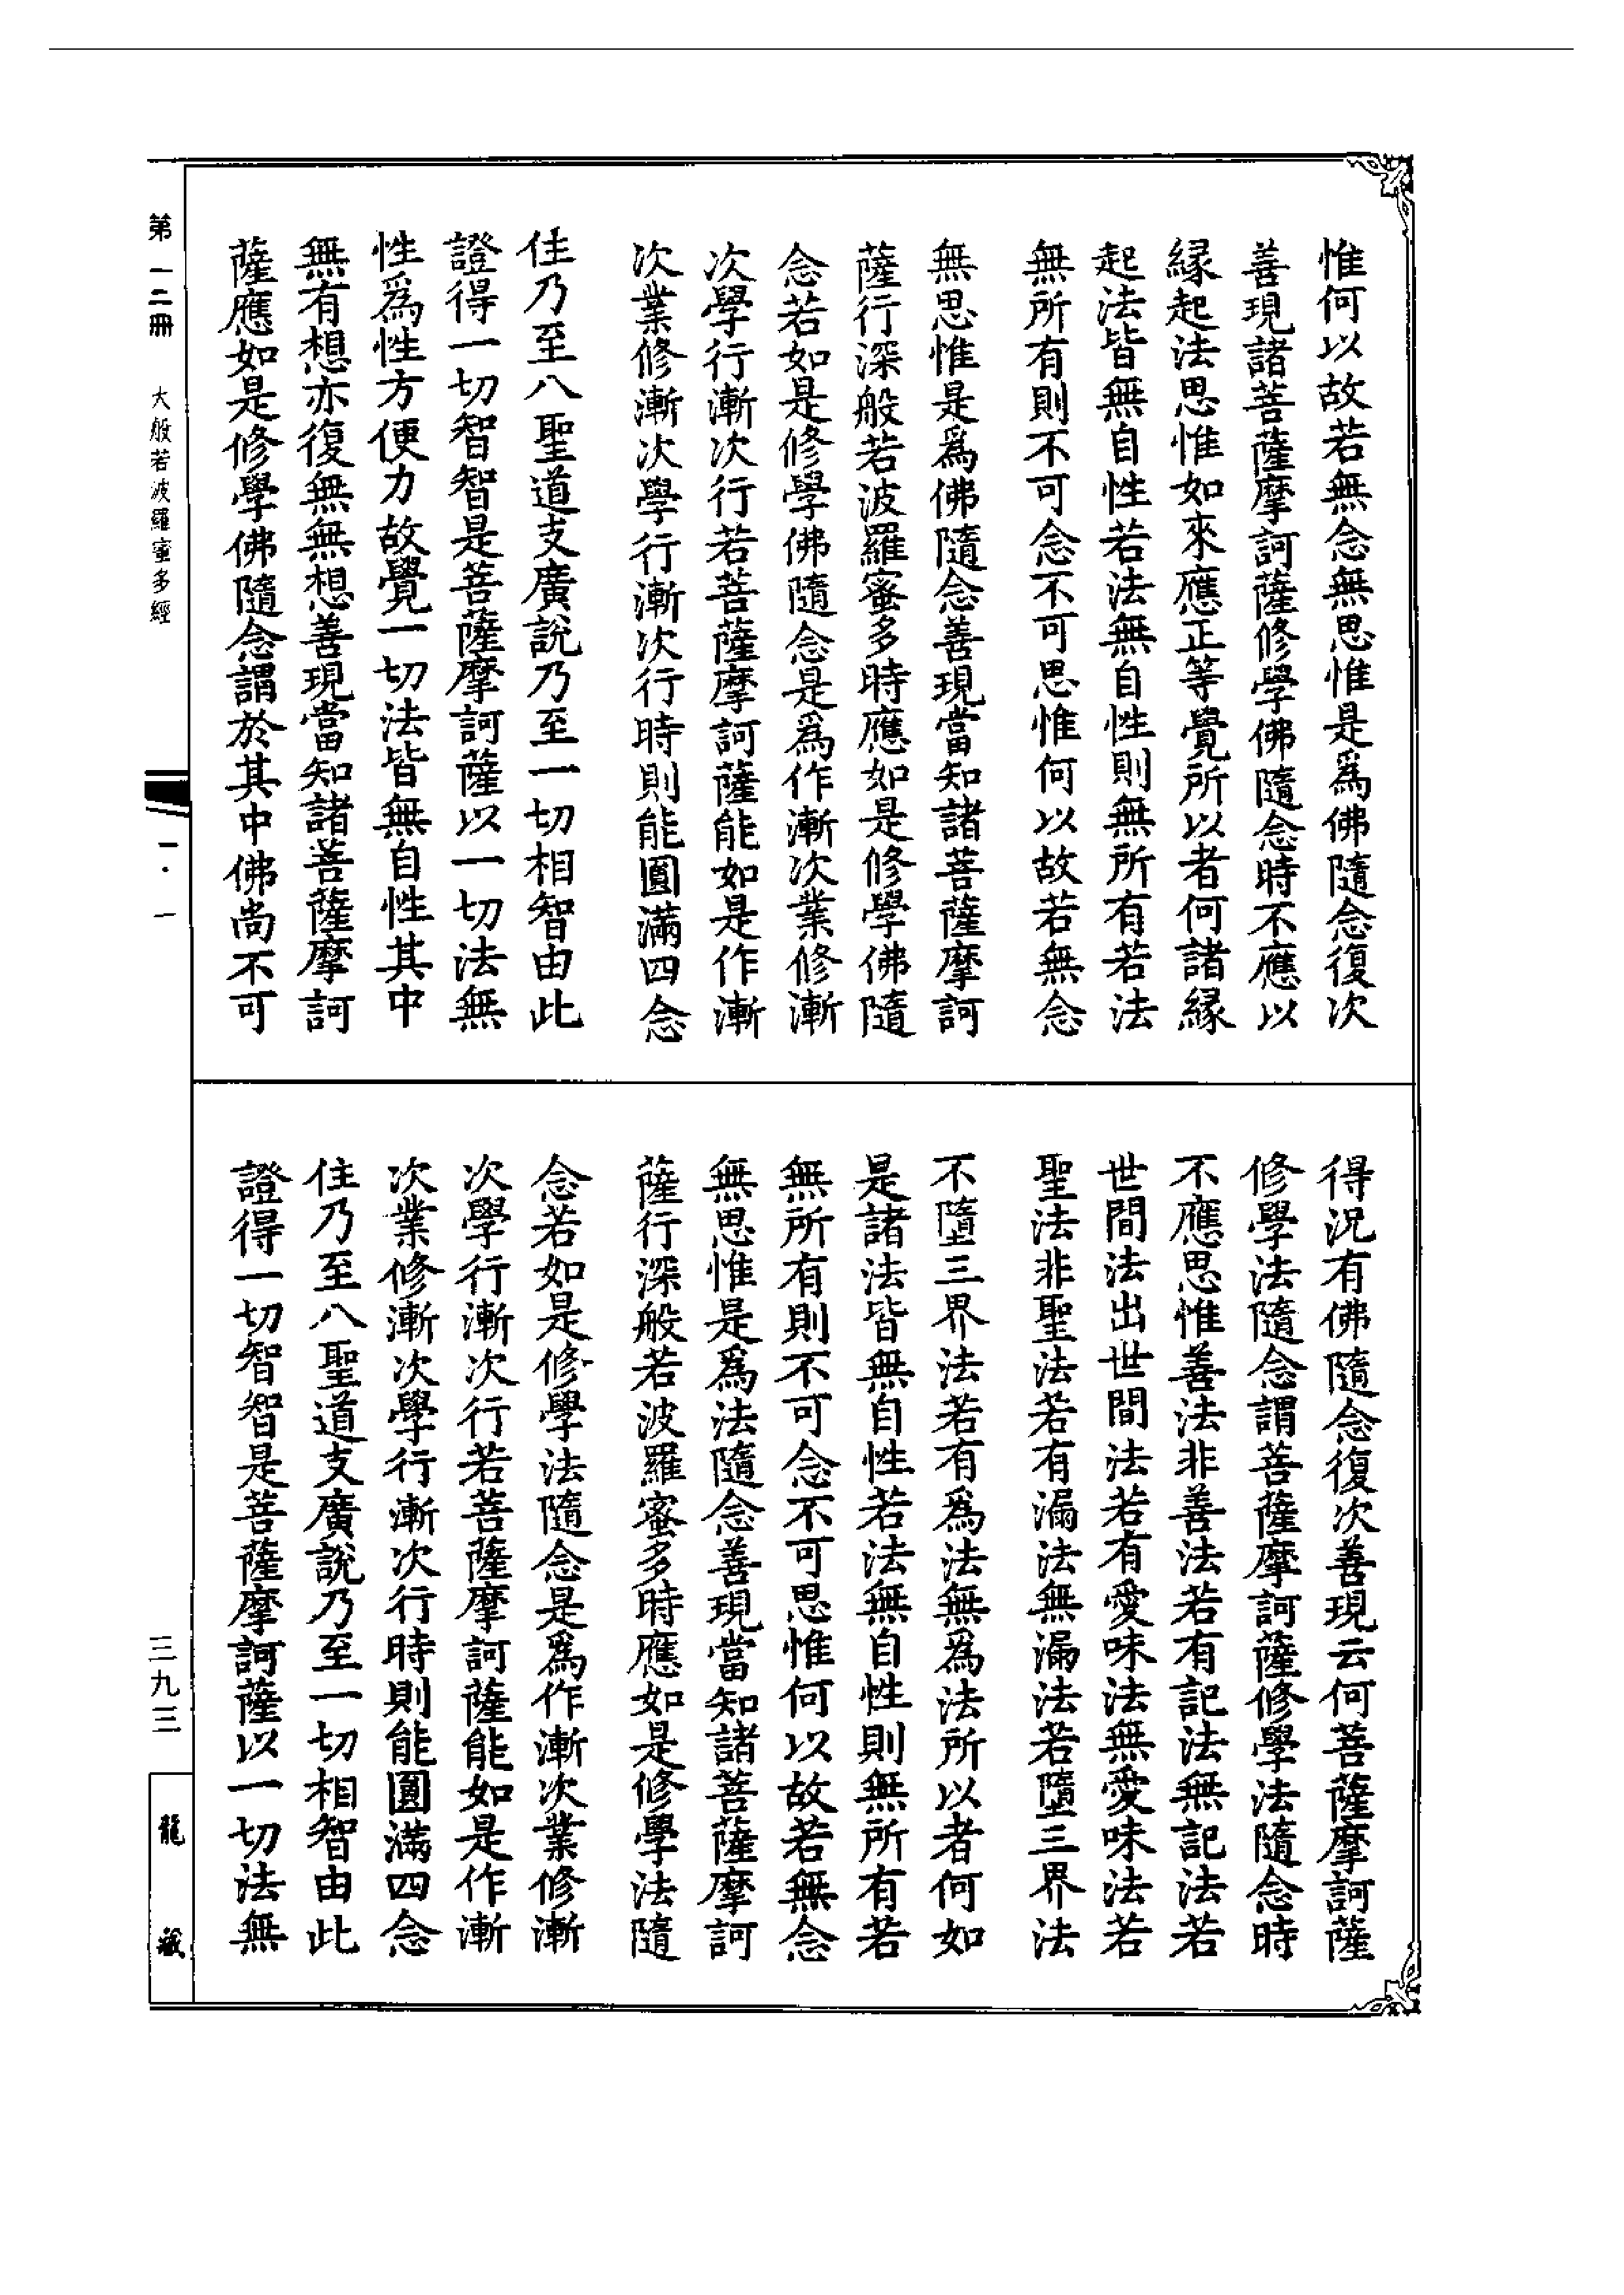 惟何以故若無念無思惟是爲佛隨念復次
善現諸菩薩摩訶薩修學佛隨念時不應以
緣起法思惟如來應正等覺所以者何諸緣
起法皆無自性若法無自性則無所有若法
無所有則不可念不可思惟何以故若無念
無思惟是爲佛隨念善現當知諸菩薩摩訶
薩行深般若波羅蜜多時應如是修學佛隨
念若如是修學佛隨念是爲作漸次業修漸
次學行漸次行若菩薩摩訶薩能如是作漸
次業修漸次學行漸次行時則能圓滿四念
住乃至八聖道支廣說乃至一切相智由此
證得一切智智是菩薩摩訶薩以一切法無
性爲性方便力故覺一切法皆無自性其中
無有想亦復無無想善現當知諸菩薩摩訶
薩應如是修學佛隨念謂於其中佛尚不可
得況有佛隨念復次善現云何菩薩摩訶薩
修學法隨念謂菩薩摩訶薩修學法隨念時
不應思惟善法非善法若有記法無記法若
世間法出世間法若有愛味法無愛味法若
聖法非聖法若有漏法無漏法若墮三界法
不墮三界法若有爲法無爲法所以者何如
是諸法皆無自性若法無自性則無所有若
無所有則不可念不可思惟何以故若無念
無思惟是爲法隨念善現當知諸菩薩摩訶
薩行深般若波羅蜜多時應如是修學法隨
念若如是修學法隨念是爲作漸次業修漸
次學行漸次行若菩薩摩訶薩能如是作漸
次業修漸次學行漸次行時則能圓滿四念
住乃至八聖道支廣說乃至一切相智由此
證得一切智智是菩薩摩訶薩以一切法無
第一二冊 大般若波羅蜜多經 一·一
三九三
龍藏